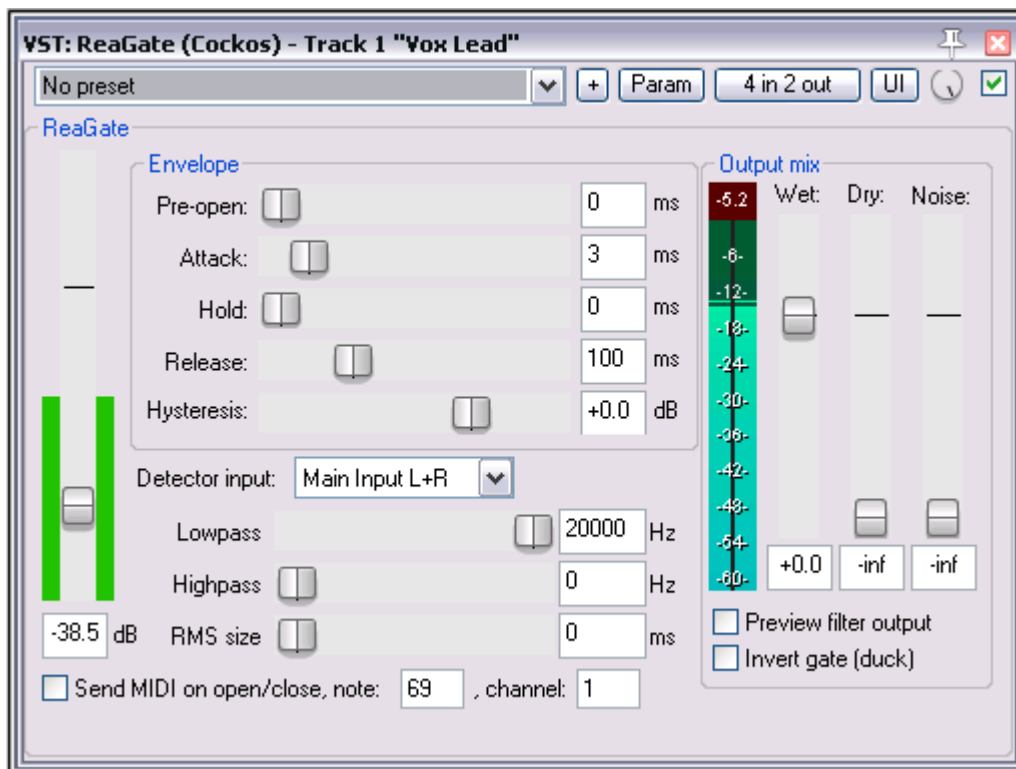 VST: ReaGate (Cockos) - Track 1 "Vox Lead"
No preset + Param 4 in 2 out UI
ReaGate
Envelope
Pre-open: 0 ms
Attack: 3 ms
Hold: 0 ms
Release: 100 ms
Hysteresis: +0.0 dB
Detector input: Main Input L+R
Lowpass 20000 Hz
Highpass 0 Hz
-38.5 dB RMS size 0 ms
Send MIDI on open/close, note: 69 , channel: 1
Output mix
-5.2 Wet: Dry: Noise:
-6-
-12-
-18-
-24-
-30-
-36-
-42-
-48-
-54-
-60- +0.0 -inf -inf
Preview filter output
Invert gate (duck)